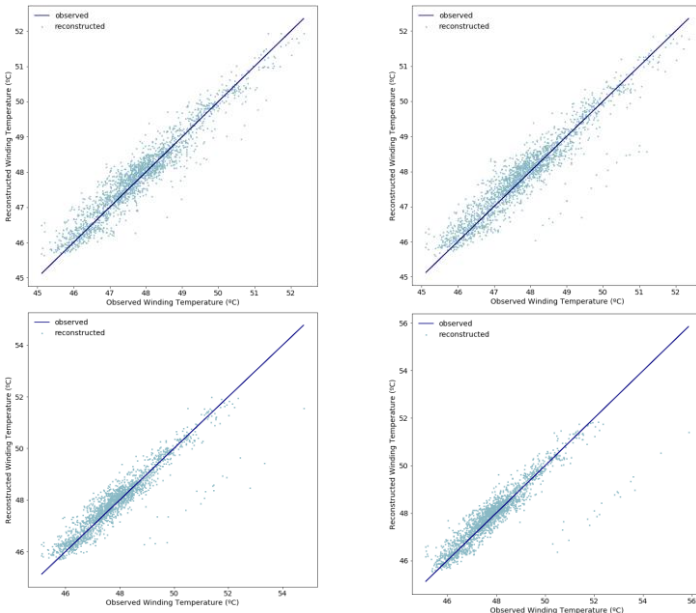 observed
reconstructed
52
51
50
49
48
47
46
45
Reconstructed Winding Temperature (ºC)
45 46 47 48 49 50 51 52
Observed Winding Temperature (ºC)
observed
reconstructed
52
51
50
49
48
47
46
45
Reconstructed Winding Temperature (ºC)
45 46 47 48 49 50 51 52
Observed Winding Temperature (ºC)
observed
reconstructed
54
52
50
48
46
Reconstructed Winding Temperature (ºC)
46 48 50 52 54
Observed Winding Temperature (ºC)
observed
reconstructed
56
54
52
50
48
46
Reconstructed Winding Temperature (ºC)
46 48 50 52 54 56
Observed Winding Temperature (ºC)